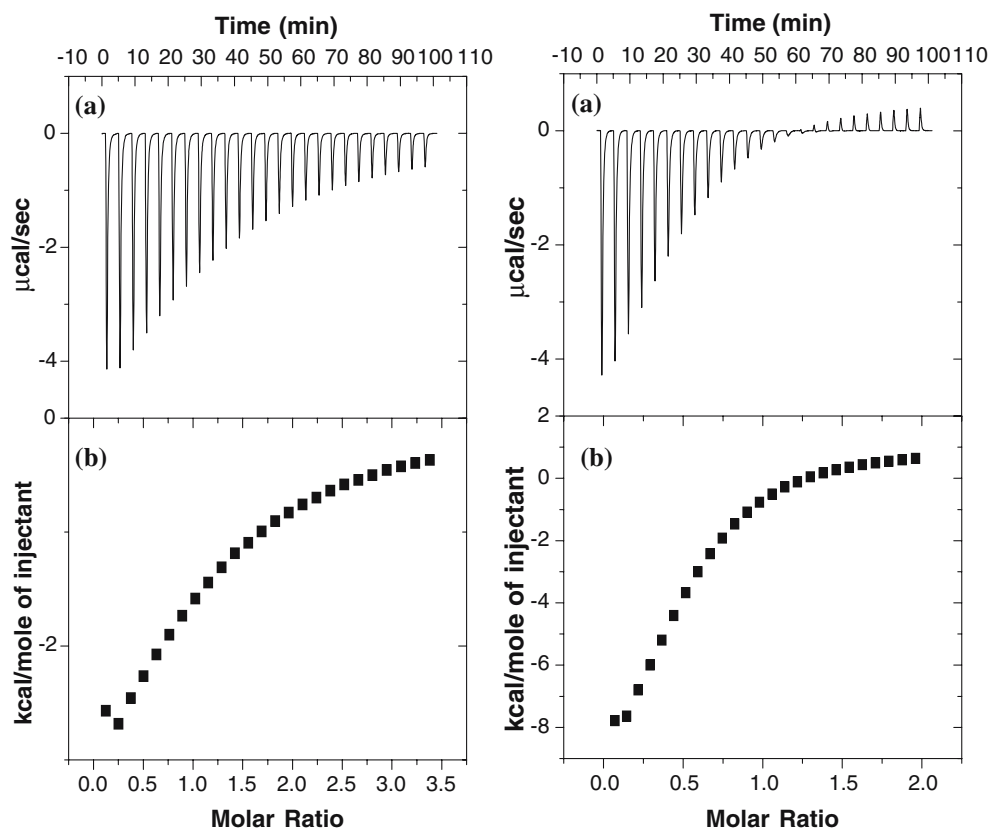 Time (min)
-10 0 10 20 30 40 50 60 70 80 90 100 110
(a)
0
-2
-4
0
µcal/sec
(b)
-2
kcal/mole of injectant
0.0 0.5 1.0 1.5 2.0 2.5 3.0 3.5
Molar Ratio
Time (min)
-10 0 10 20 30 40 50 60 70 80 90 100 110
(a)
0
-2
-4
2
µcal/sec
(b)
0
-2
-4
-6
-8
kcal/mole of injectant
0.0 0.5 1.0 1.5 2.0
Molar Ratio